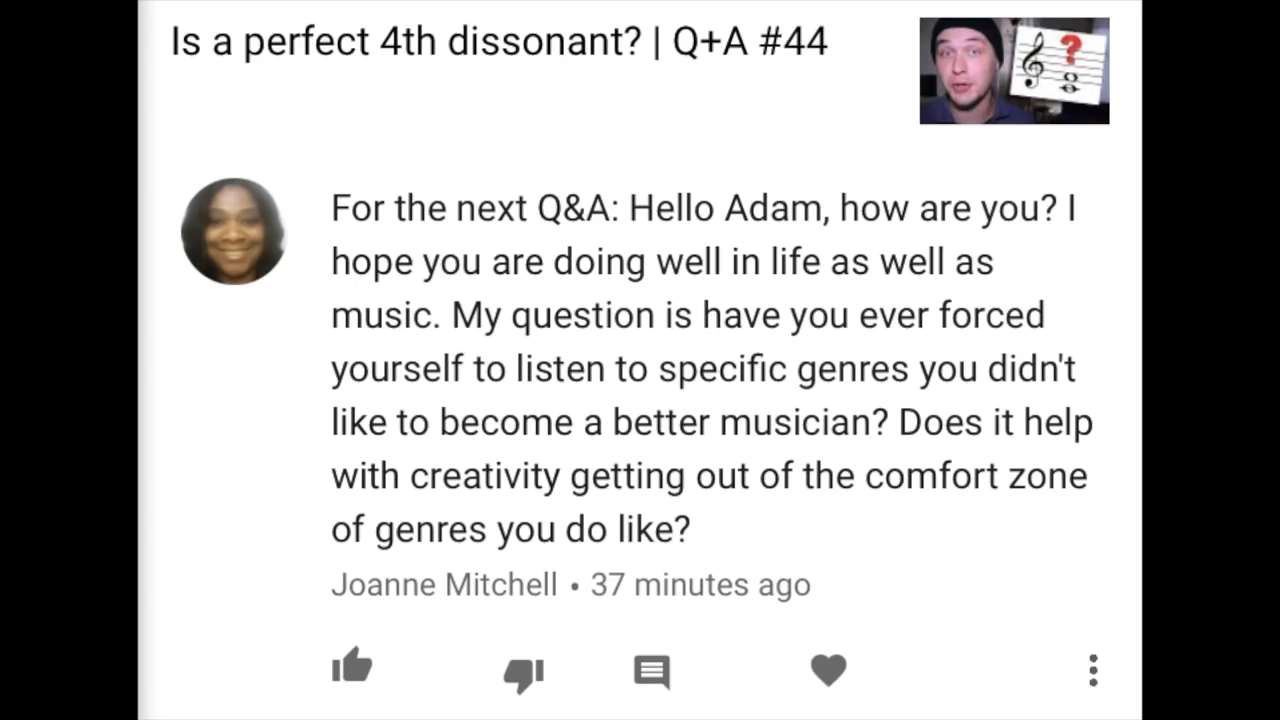 Is a perfect 4th dissonant? | Q+A #44
?
For the next Q&A: Hello Adam, how are you? I
hope you are doing well in life as well as
music. My question is have you ever forced
yourself to listen to specific genres you didn't
like to become a better musician? Does it help
with creativity getting out of the comfort zone
of genres you do like?
Joanne Mitchell • 37 minutes ago